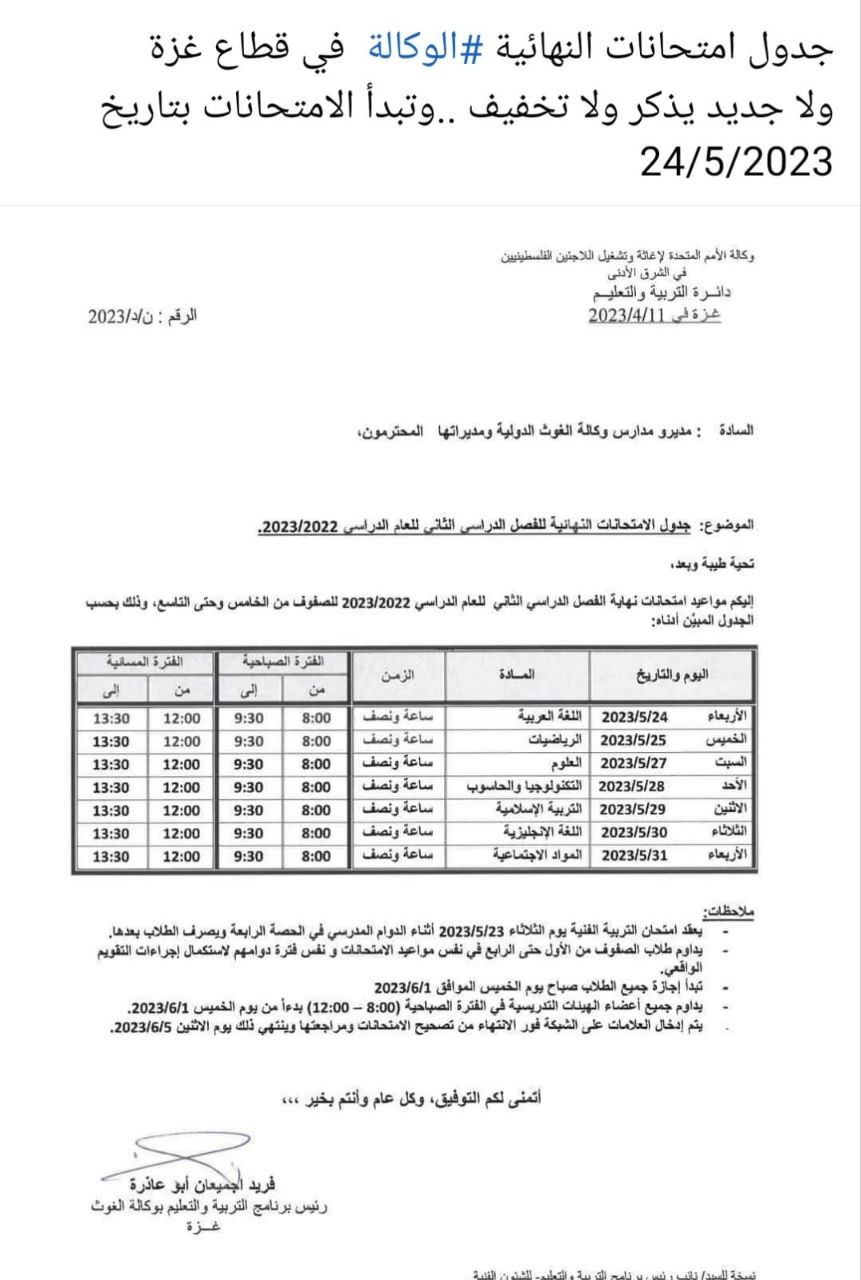 جدول امتحانات النهائية #الوكالة في قطاع غزة
ولا جديد يذكر ولا تخفيف ..وتبدأ الامتحانات بتاريخ
24/5/2023
وكالة الأمم المتحدة لإغاثة وتشغيل اللاجئين الفلسطينيين
في الشرق الأدنى
دائرة التربية والتعليم
غزة في 2023/4/11
الرقم : ن/د/2023
السادة : مديرو مدارس وكالة الغوث الدولية ومديراتها المحترمون،
الموضوع: جدول الامتحانات النهائية للفصل الدراسي الثاني للعام الدراسي 2023/2022.
تحية طيبة وبعد،
إليكم مواعيد امتحانات نهاية الفصل الدراسي الثاني للعام الدراسي 2023/2022 للصفوف من الخامس وحتى التاسع، وذلك بحسب
الجدول المبيّن أدناه:
اليوم والتاريخ المادة الزمن الفترة الصباحية الفترة المسائية
من إلى من إلى
الأربعاء 2023/5/24 اللغة العربية ساعة ونصف 8:00 9:30 12:00 13:30
الخميس 2023/5/25 الرياضيات ساعة ونصف 8:00 9:30 12:00 13:30
السبت 2023/5/27 العلوم ساعة ونصف 8:00 9:30 12:00 13:30
الأحد 2023/5/28 التكنولوجيا والحاسوب ساعة ونصف 8:00 9:30 12:00 13:30
الاثنين 2023/5/29 التربية الإسلامية ساعة ونصف 8:00 9:30 12:00 13:30
الثلاثاء 2023/5/30 اللغة الإنجليزية ساعة ونصف 8:00 9:30 12:00 13:30
الأربعاء 2023/5/31 المواد الاجتماعية ساعة ونصف 8:00 9:30 12:00 13:30
ملاحظات:
- يعقد امتحان التربية الفنية يوم الثلاثاء 2023/5/23 أثناء الدوام المدرسي في الحصة الرابعة ويصرف الطلاب بعدها.
- يداوم طلاب الصفوف من الأول حتى الرابع في نفس مواعيد الامتحانات و نفس فترة دوامهم لاستكمال إجراءات التقويم
الواقعي.
- تبدأ إجازة جميع الطلاب صباح يوم الخميس الموافق 2023/6/1
- يداوم جميع أعضاء الهيئات التدريسية في الفترة الصباحية (8:00 – 12:00) بدءاً من يوم الخميس 2023/6/1.
- يتم إدخال العلامات على الشبكة فور الانتهاء من تصحيح الامتحانات ومراجعتها وينتهي ذلك يوم الاثنين 2023/6/5.
أتمنى لكم التوفيق، وكل عام وأنتم بخير ،،،
فريد اجميعان أبو عاذرة
رئيس برنامج التربية والتعليم بوكالة الغوث
غزة
نسخة للسيد/ نائب رئيس برنامج التربية والتعليم- للشئون الفنية